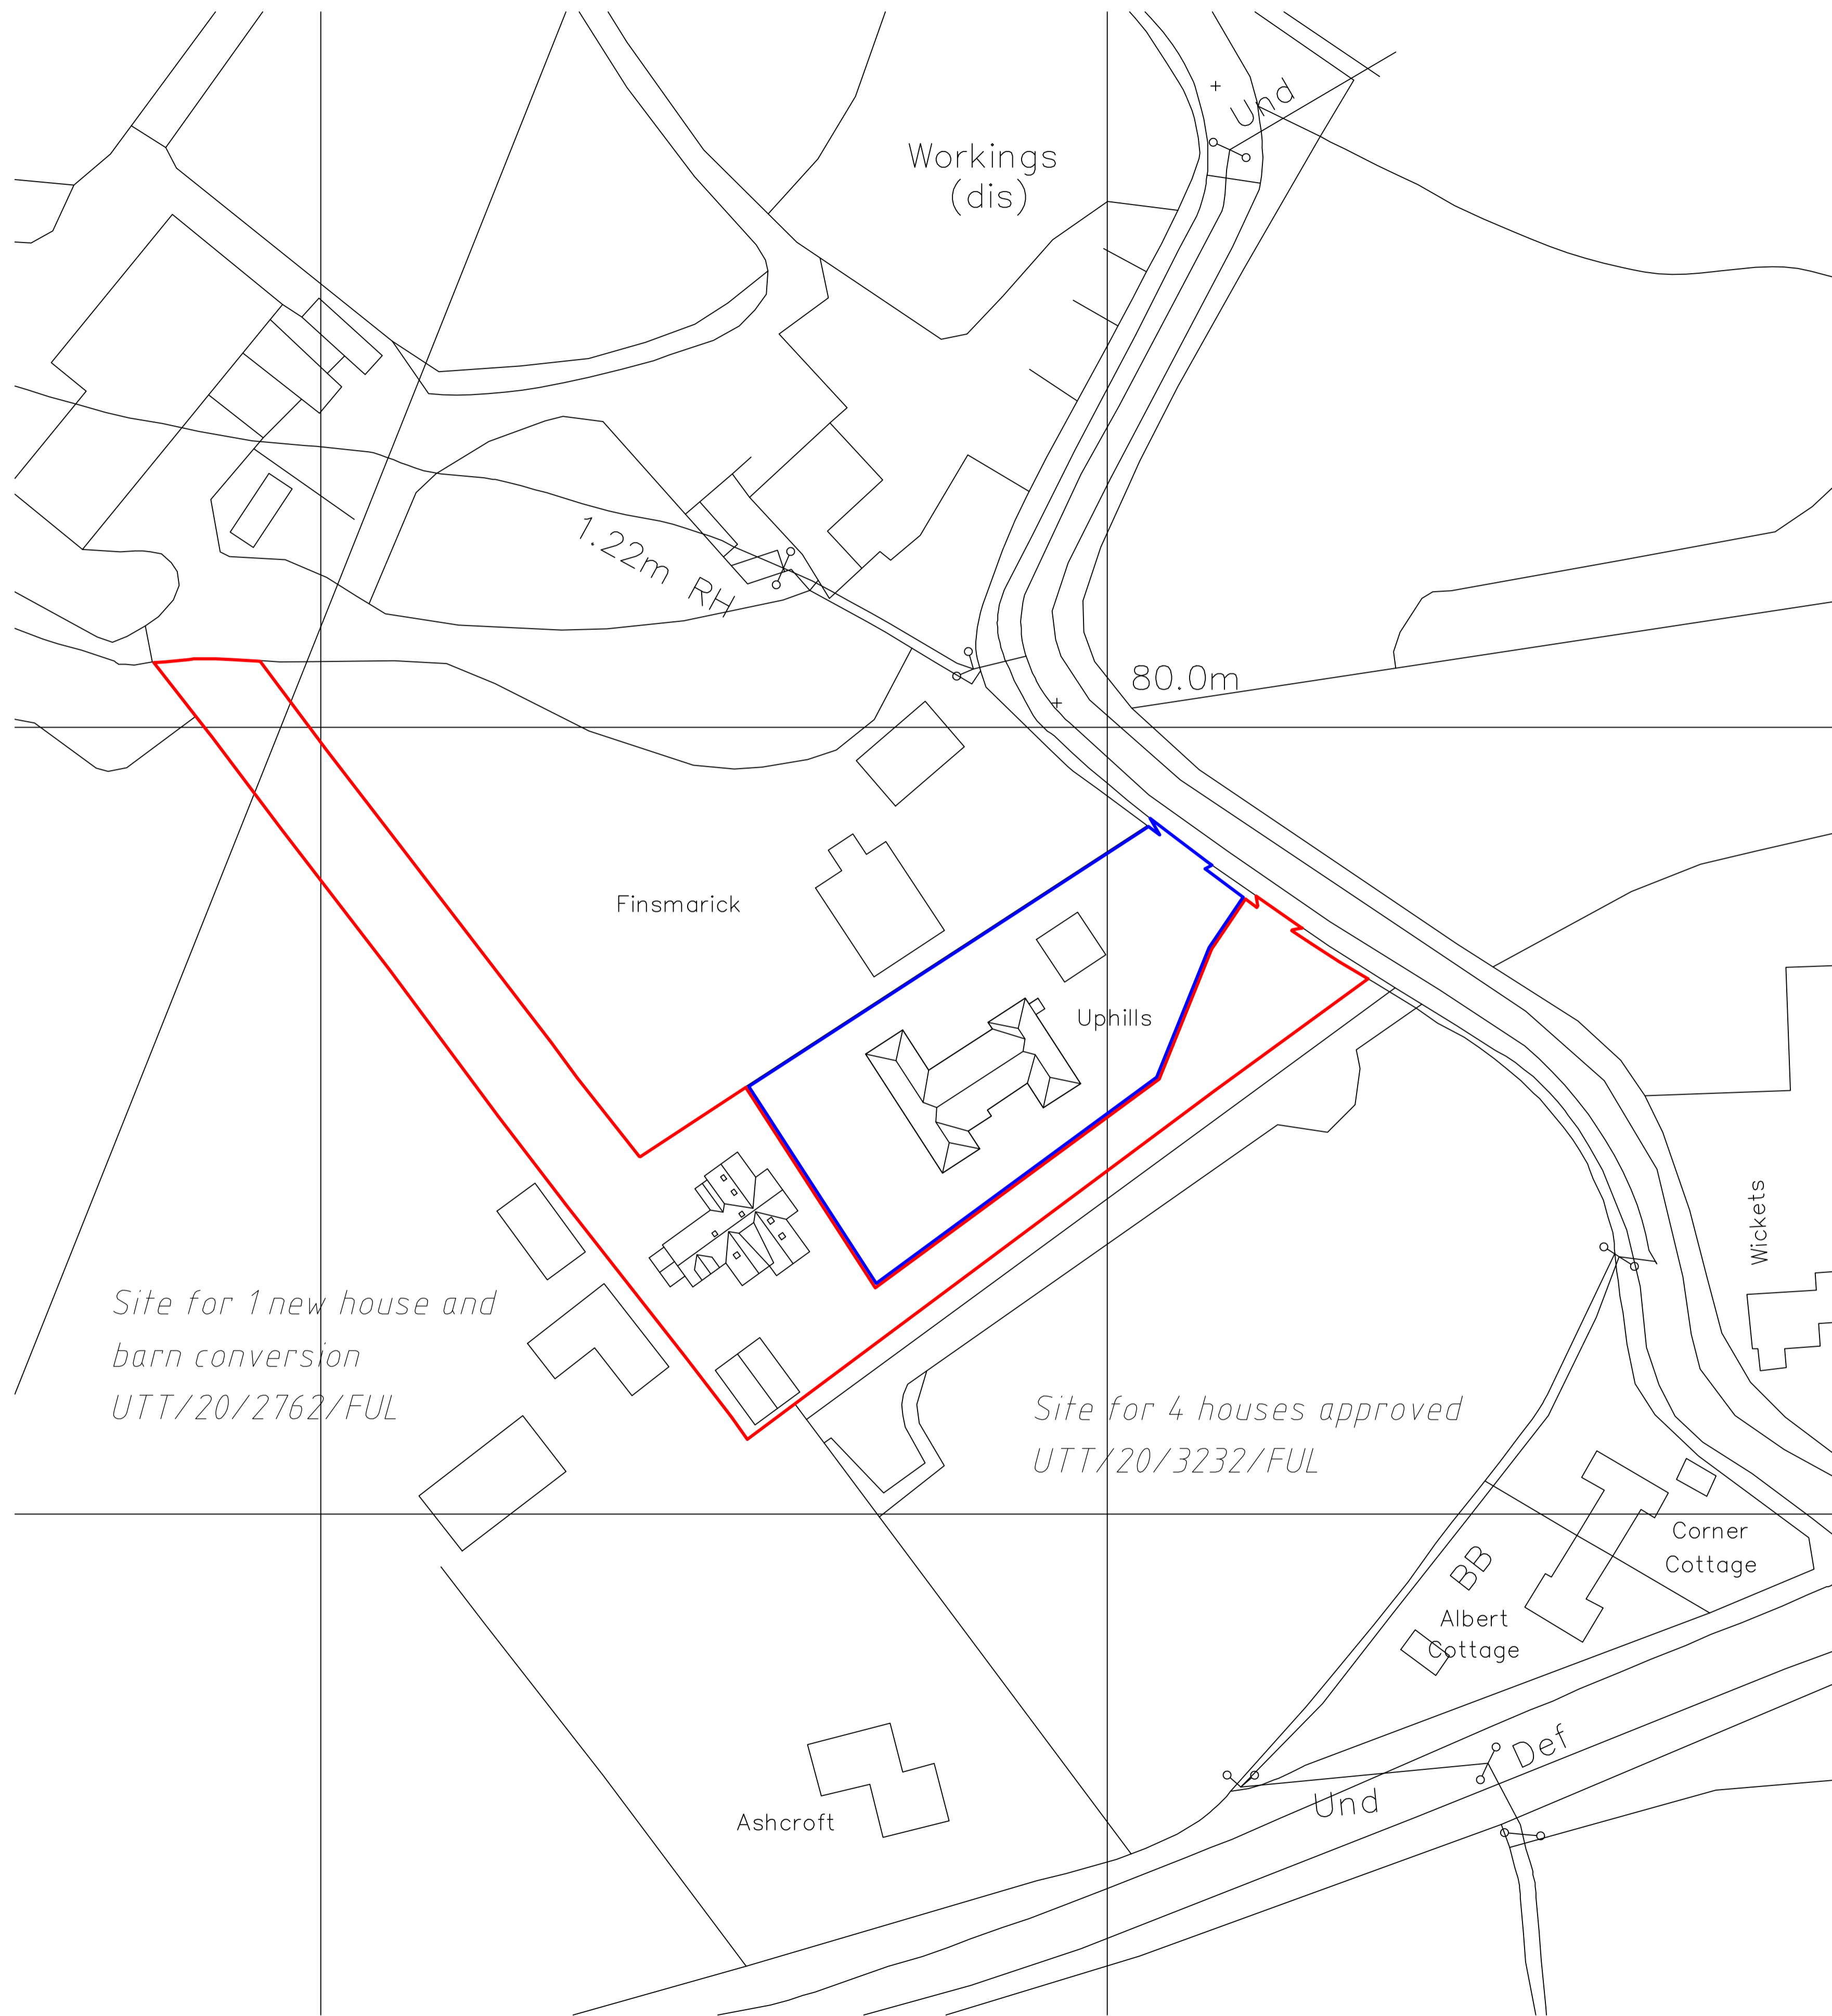 Und
Workings
(dis)
1.22m RH
80.0m
Finsmarick
Uphills
Wickets
Site for 1 new house and
barn conversion
UTT/20/2762/FUL
Site for 4 houses approved
UTT/20/3232/FUL
Corner
Cottage
BB
Albert
Cottage
Def
Und
Ashcroft